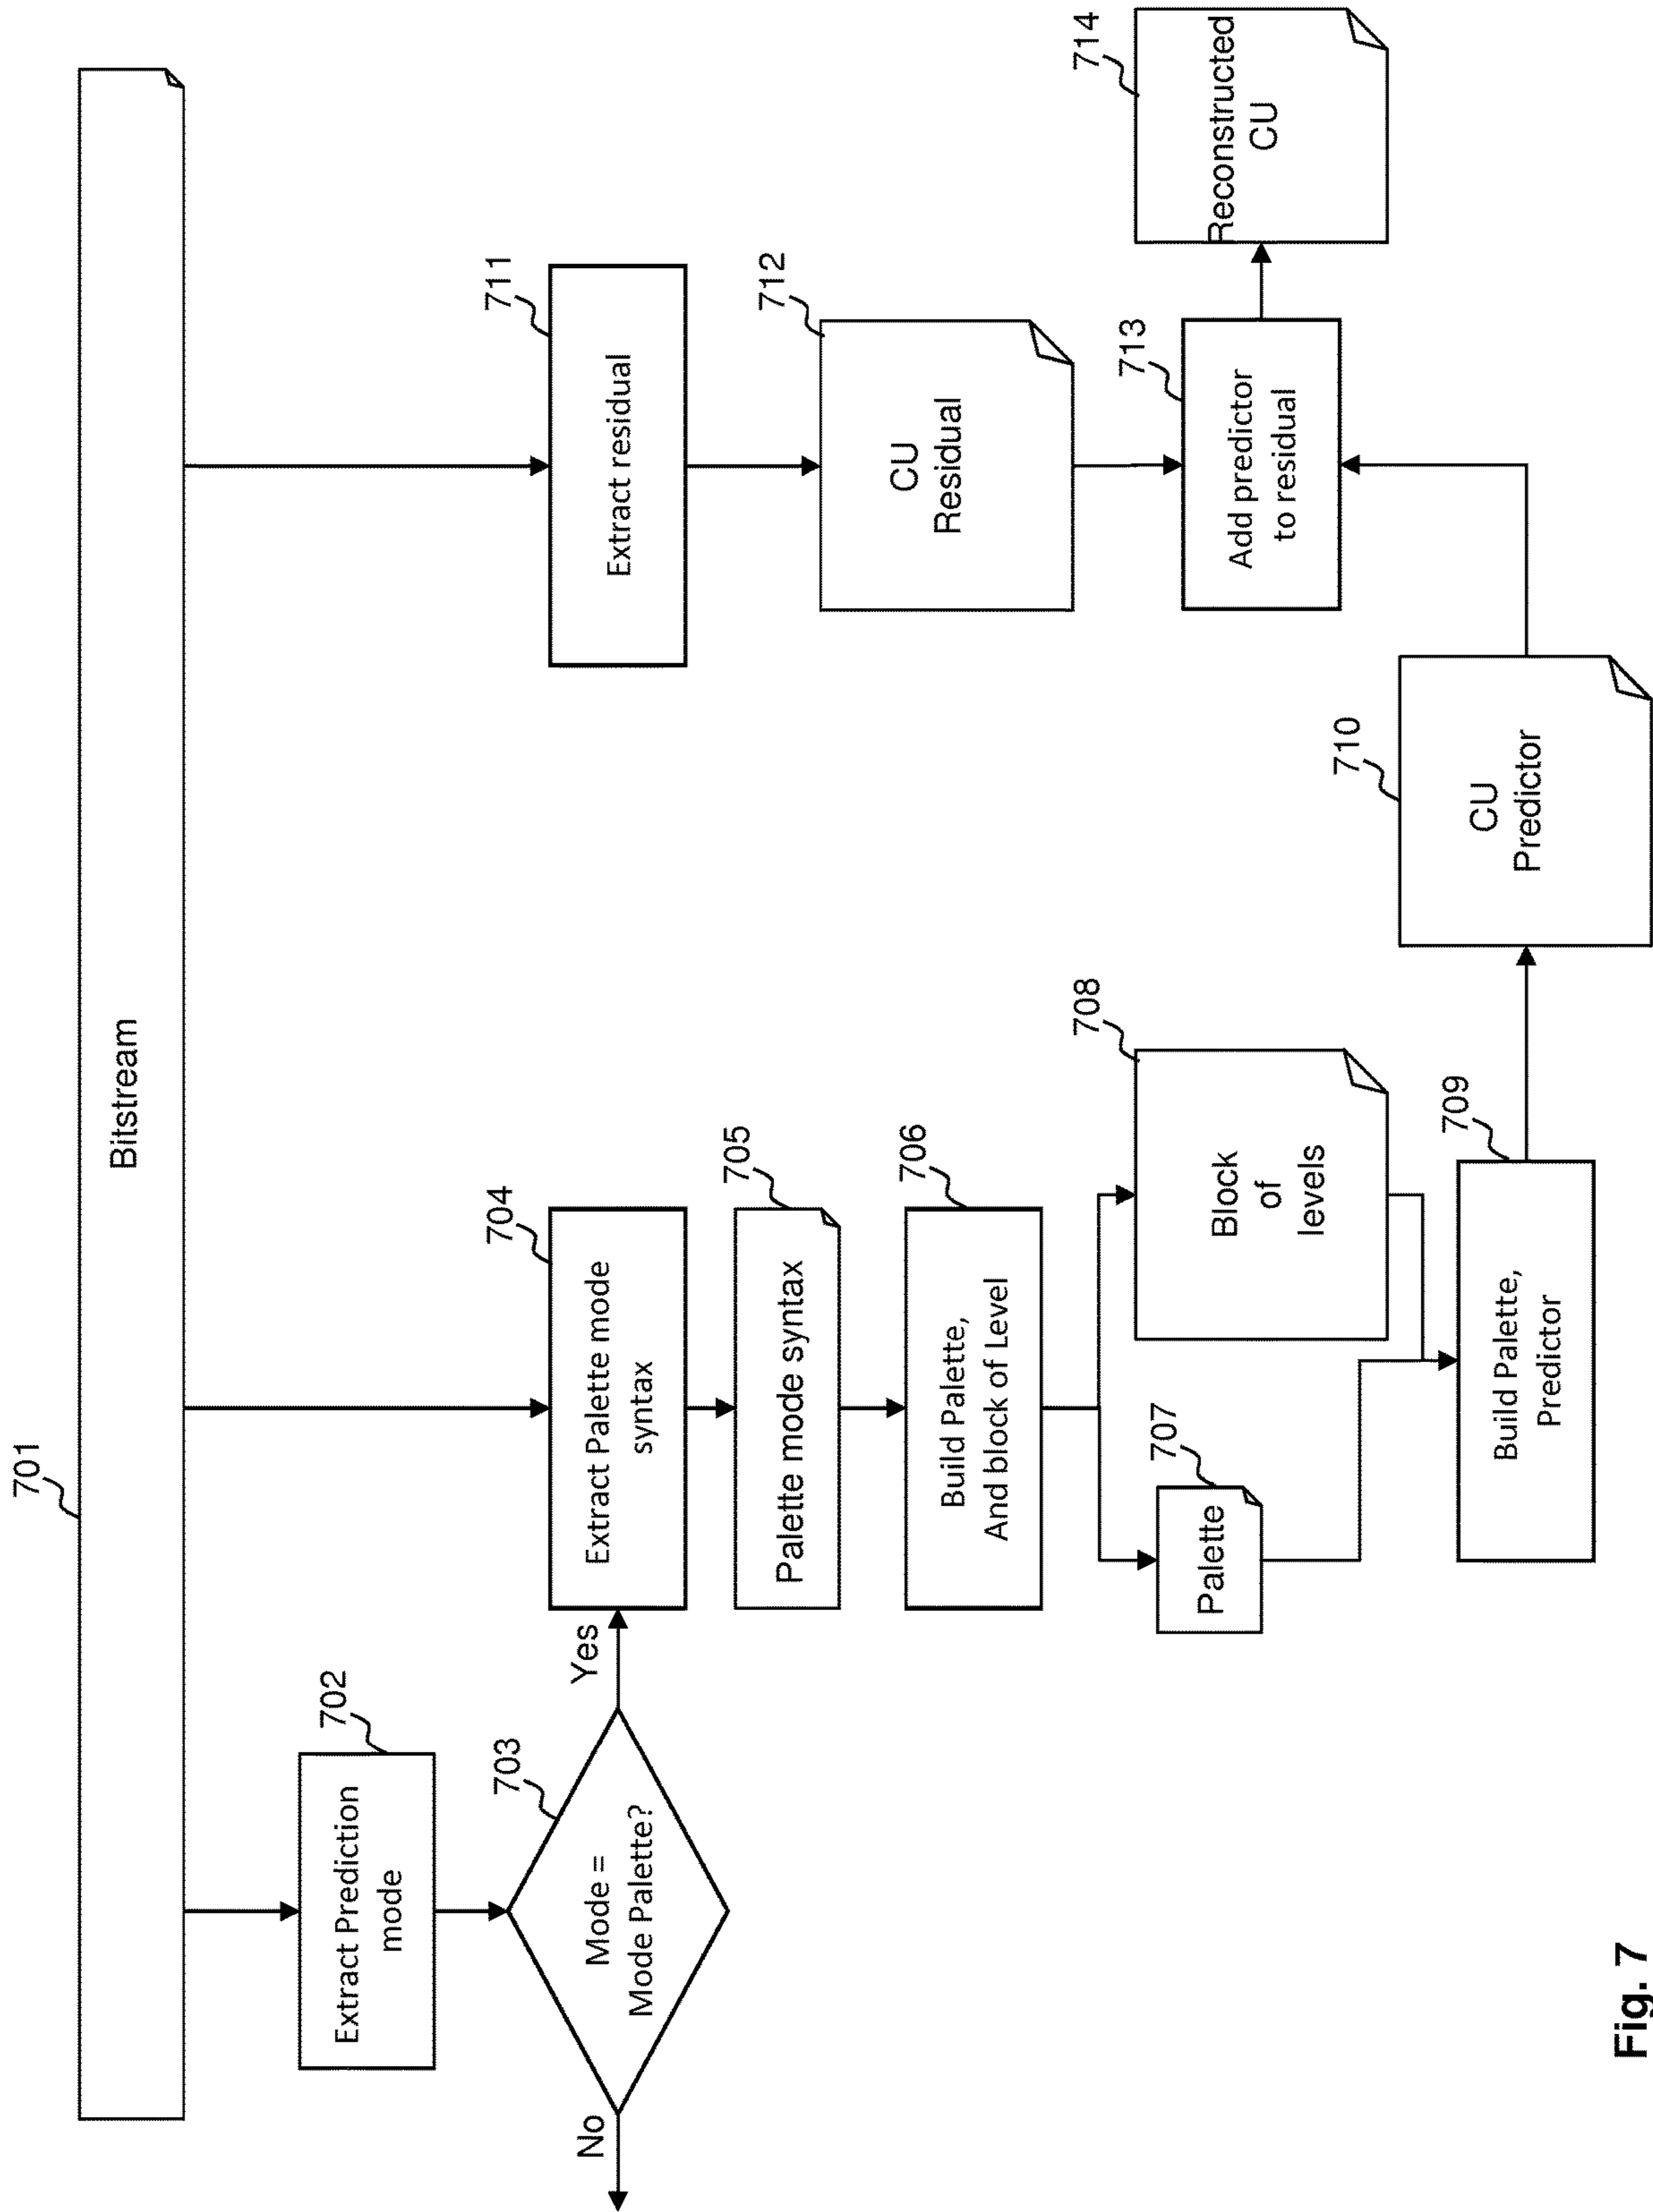 701
Bitstream
702
Extract Prediction
mode
703
Mode =
Mode Palette?
No
Yes
704
Extract Palette mode
syntax
705
Palette mode syntax
706
Build Palette,
And block of Level
707
Palette
708
Block
of
levels
709
Build Palette,
Predictor
710
CU
Predictor
711
Extract residual
712
CU
Residual
713
Add predictor
to residual
714
Reconstructed
CU
Fig. 7